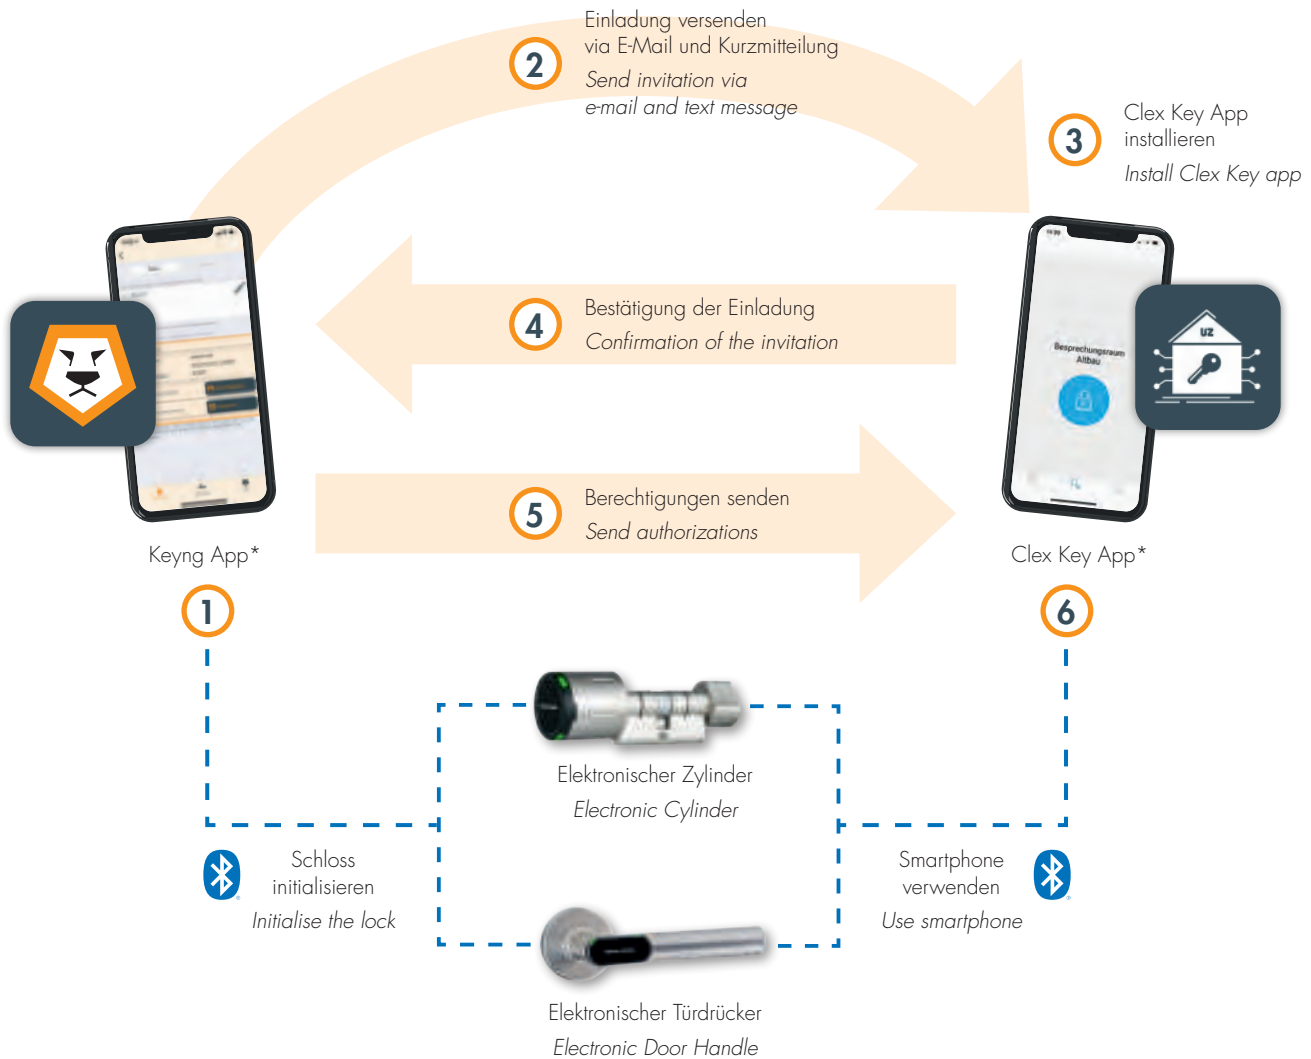 2
Einladung versenden
via E-Mail und Kurzmitteilung
Send invitation via
e-mail and text message
3
Clex Key App
installieren
Install Clex Key app
4
Bestätigung der Einladung
Confirmation of the invitation
UZ
Besprechungsraum
Altbau
5
Berechtigungen senden
Send authorizations
Keyng App*
Clex Key App*
1
6
Elektronischer Zylinder
Electronic Cylinder
Schloss
initialisieren
Initialise the lock
Smartphone
verwenden
Use smartphone
Elektronischer Türdrücker
Electronic Door Handle